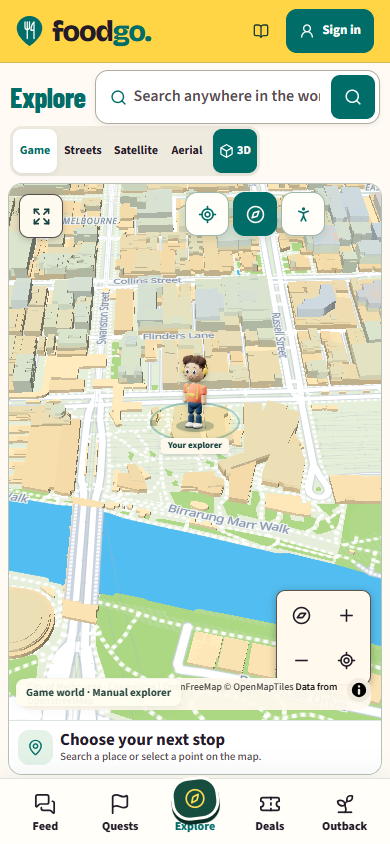 foodgo.
Sign in
Explore
Search anywhere in the wor
Game
Streets
Satellite
Aerial
3D
MELBOURNE
Collins Street
Swanston Street
Russell Street
Flinders Lane
Your explorer
alk
Birrarung Marr Walk
Game world · Manual explorer
nFreeMap © OpenMapTiles Data from
Choose your next stop
Search a place or select a point on the map.
Feed
Quests
Explore
Deals
Outback